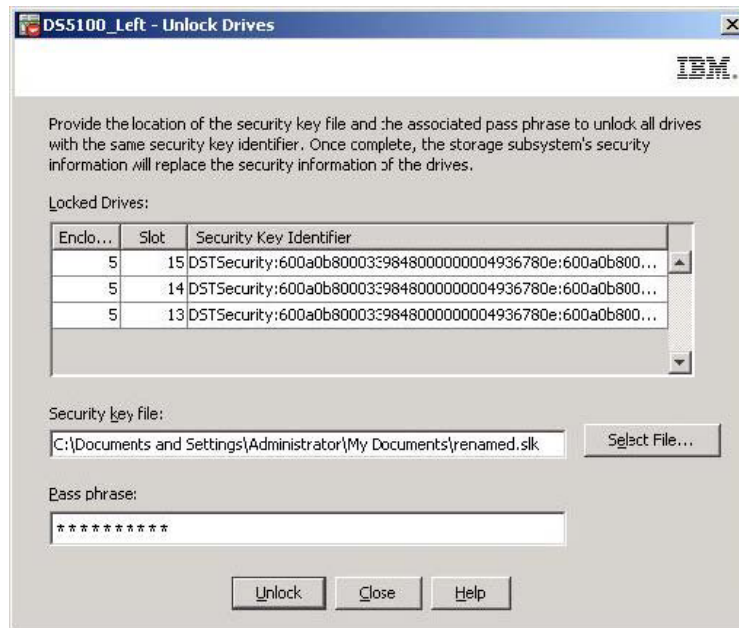 DS5100_Left - Unlock Drives
IBM.
Provide the location of the security key file and the associated pass phrase to unlock all drives
with the same security key identifier. Once complete, the storage subsystem's security
information will replace the security information of the drives.
Locked Drives:
Enclo... Slot Security Key Identifier
5 15 DSTSecurity:600a0b8000339848000000004936780e:600a0b800...
5 14 DSTSecurity:600a0b8000339848000000004936780e:600a0b800...
5 13 DSTSecurity:600a0b8000339848000000004936780e:600a0b800...
Security key file:
C:\Documents and Settings\Administrator\My Documents\renamed.slk Select File...
Pass phrase:
**********
Unlock Close Help